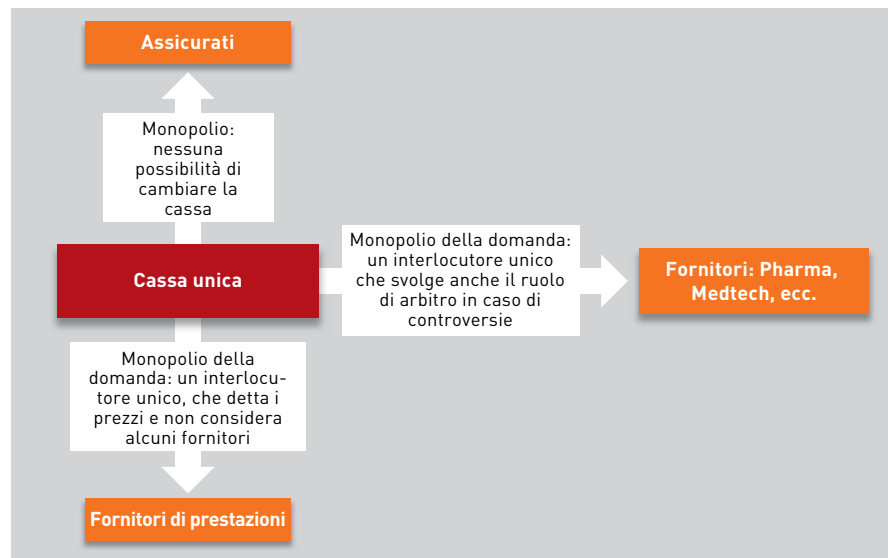 Assicurati
Monopolio:
nessuna
possibilità di
cambiare la
cassa
Cassa unica
Monopolio della domanda:
un interlocutore unico
che svolge anche il ruolo
di arbitro in caso di
controversie
Fornitori: Pharma,
Medtech, ecc.
Monopolio della
domanda: un interlocu-
tore unico, che detta i
prezzi e non considera
alcuni fornitori
Fornitori di prestazioni